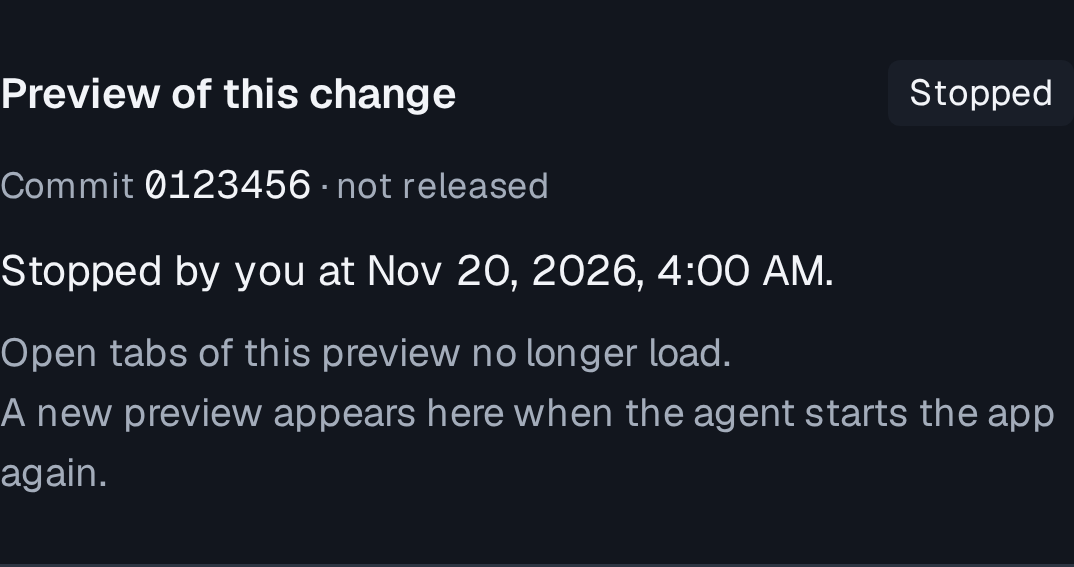 Preview of this change
Stopped
Commit 0123456 · not released
Stopped by you at Nov 20, 2026, 4:00 AM.
Open tabs of this preview no longer load.
A new preview appears here when the agent starts the app
again.